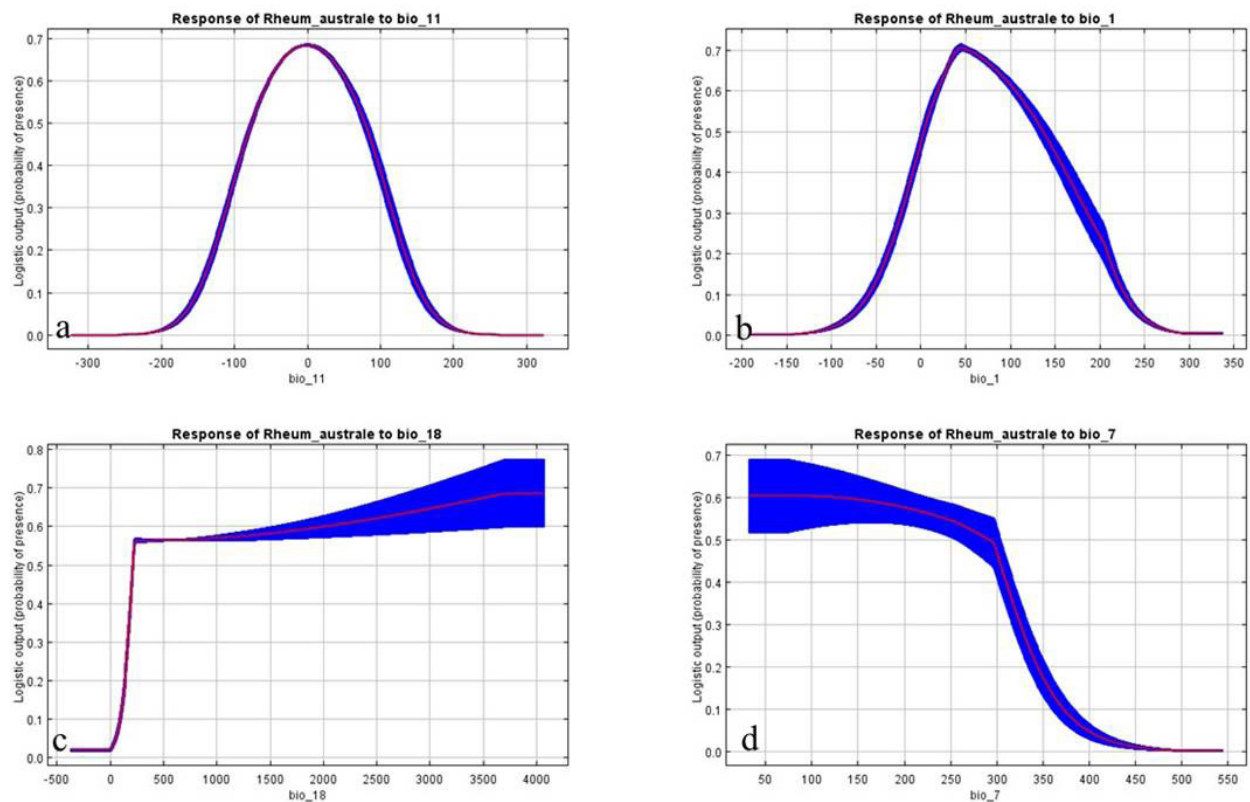 Response of Rheum_australe to bio_11
Logistic output (probability of presence)
0.7
0.6
0.5
0.4
0.3
0.2
0.1
0.0
a
-300 -200 -100 0 100 200 300
bio_11
Response of Rheum_australe to bio_1
Logistic output (probability of presence)
0.7
0.6
0.5
0.4
0.3
0.2
0.1
0.0
b
-200 -150 -100 -50 0 50 100 150 200 250 300 350
bio_1
Response of Rheum_australe to bio_18
Logistic output (probability of presence)
0.8
0.7
0.6
0.5
0.4
0.3
0.2
0.1
0.0
c
-500 0 500 1000 1500 2000 2500 3000 3500 4000
bio_18
Response of Rheum_australe to bio_7
Logistic output (probability of presence)
0.7
0.6
0.5
0.4
0.3
0.2
0.1
0.0
d
50 100 150 200 250 300 350 400 450 500 550
bio_7